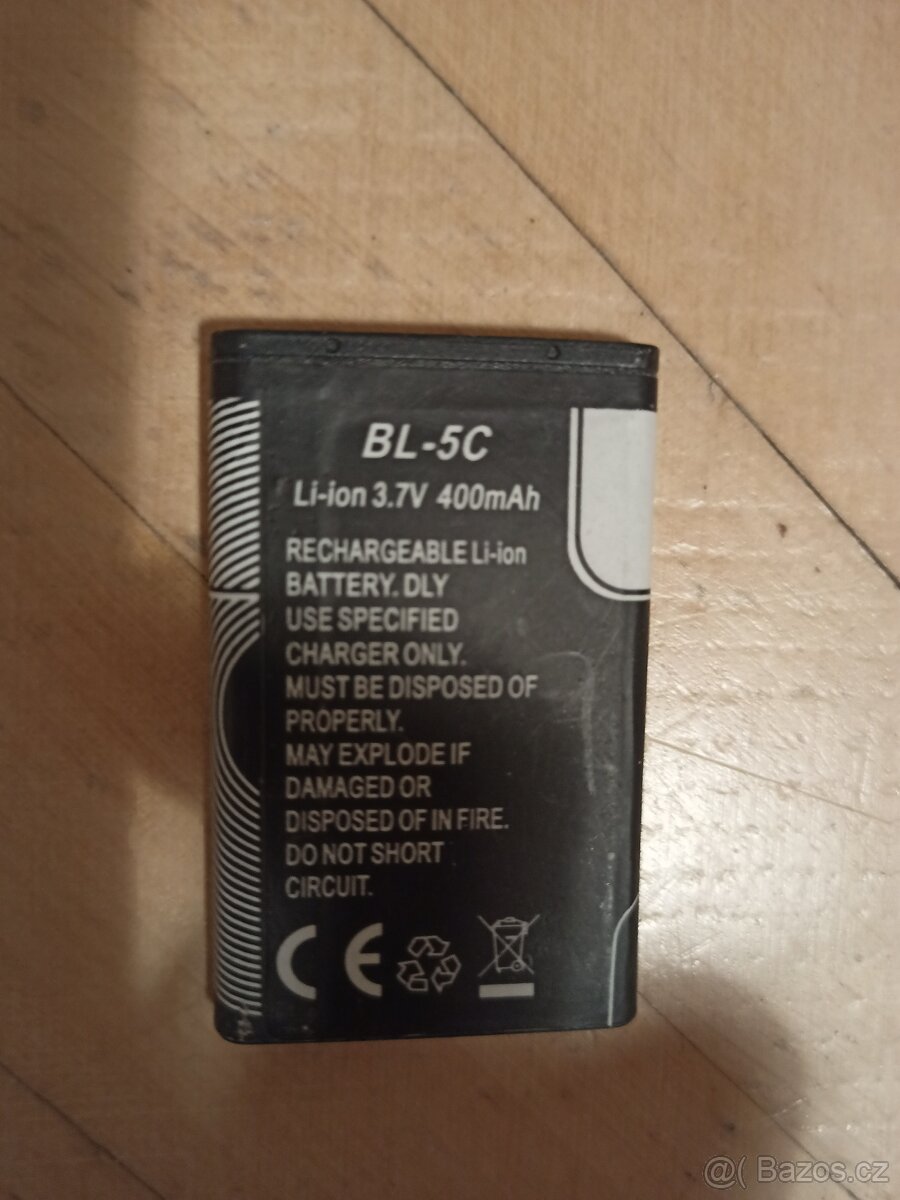 BL-5C
Li-ion 3.7V 400mAh
RECHARGEABLE Li-ion
BATTERY. DLY
USE SPECIFIED
CHARGER ONLY.
MUST BE DISPOSED OF
PROPERLY.
MAY EXPLODE IF
DAMAGED OR
DISPOSED OF IN FIRE.
DO NOT SHORT
CIRCUIT.
CE
@( Bazos.cz